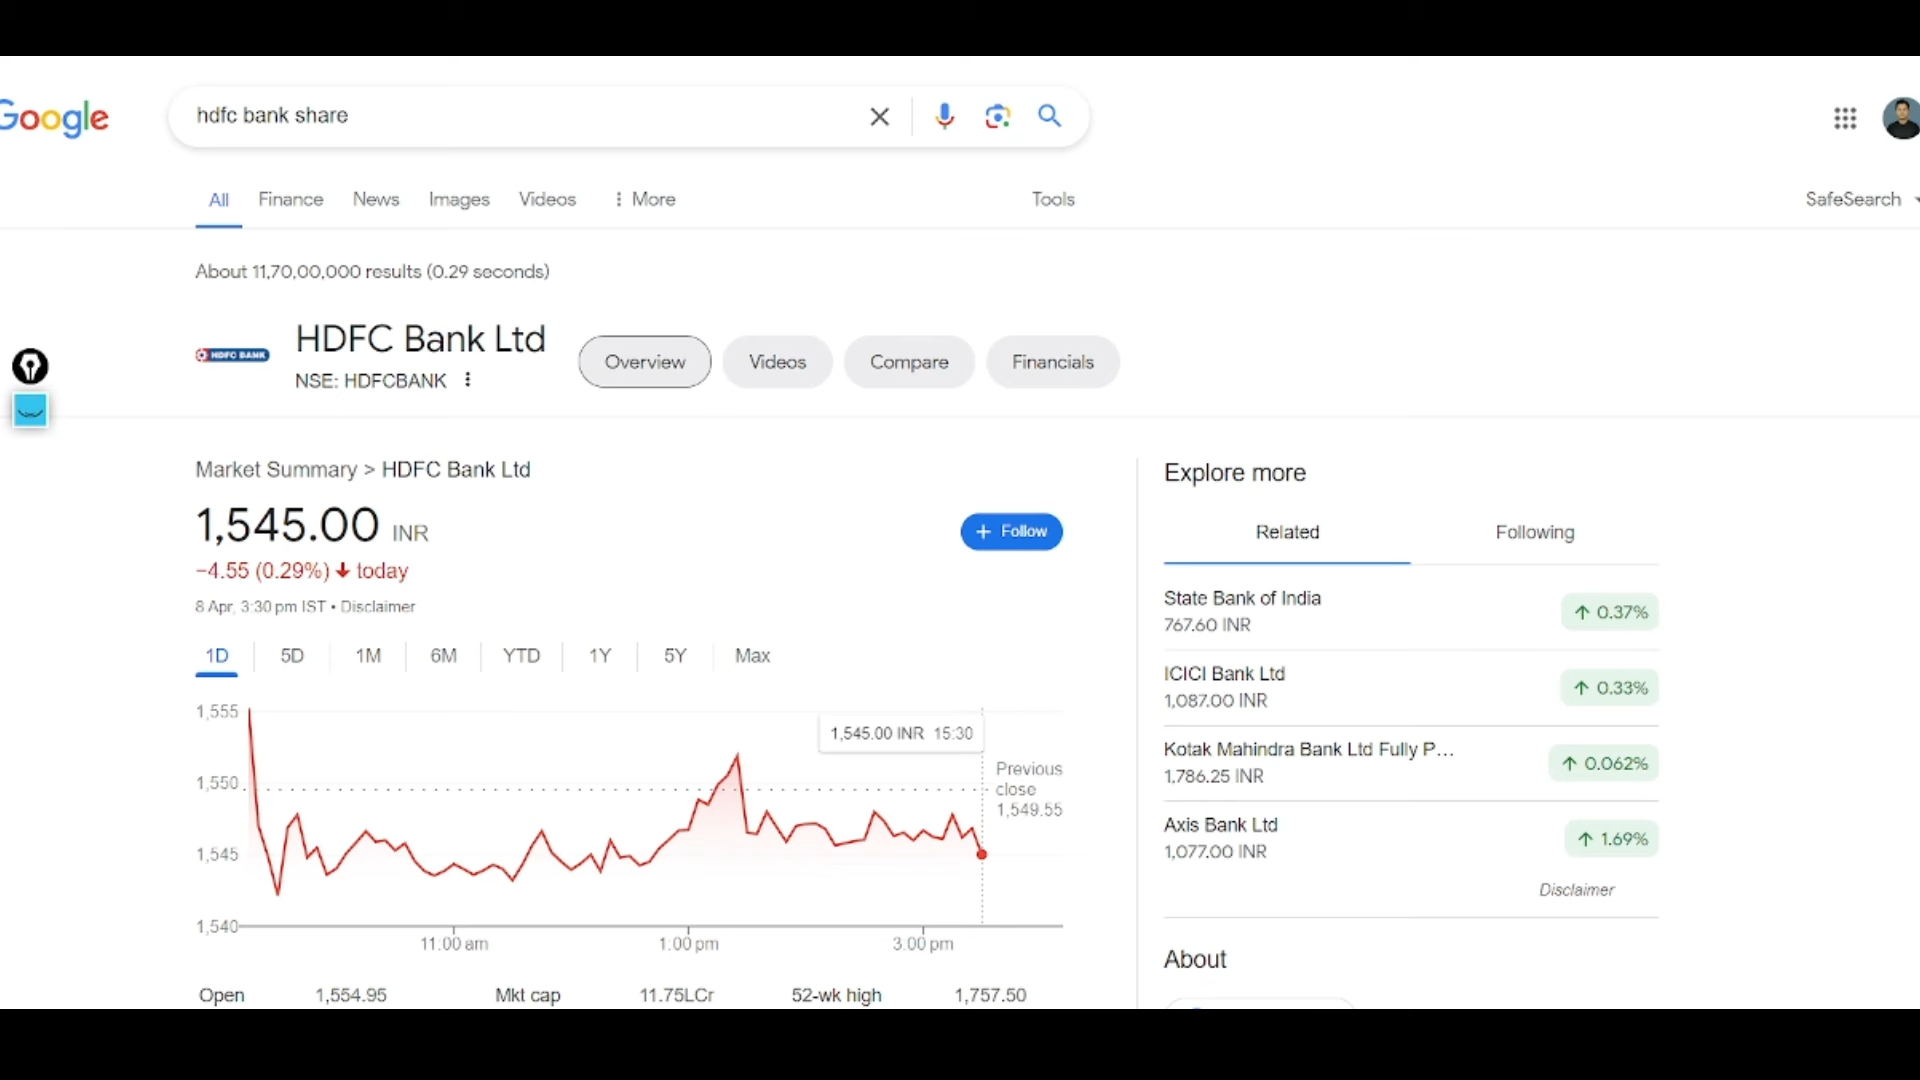 Google
hdfc bank share
All Finance News Images Videos More Tools SafeSearch
About 11,70,00,000 results (0.29 seconds)
HDFC BANK
HDFC Bank Ltd
NSE: HDFCBANK
Overview Videos Compare Financials
Market Summary > HDFC Bank Ltd
1,545.00 INR
−4.55 (0.29%) ↓ today
8 Apr, 3:30 pm IST • Disclaimer
+ Follow
1D 5D 1M 6M YTD 1Y 5Y Max
1,555
1,550
1,545
1,540
1,545.00 INR 15:30
Previous
close
1,549.55
11:00 am 1:00 pm 3:00 pm
Open 1,554.95 Mkt cap 11.75LCr 52-wk high 1,757.50
Explore more
Related Following
State Bank of India
767.60 INR
↑ 0.37%
ICICI Bank Ltd
1,087.00 INR
↑ 0.33%
Kotak Mahindra Bank Ltd Fully P...
1,786.25 INR
↑ 0.062%
Axis Bank Ltd
1,077.00 INR
↑ 1.69%
Disclaimer
About